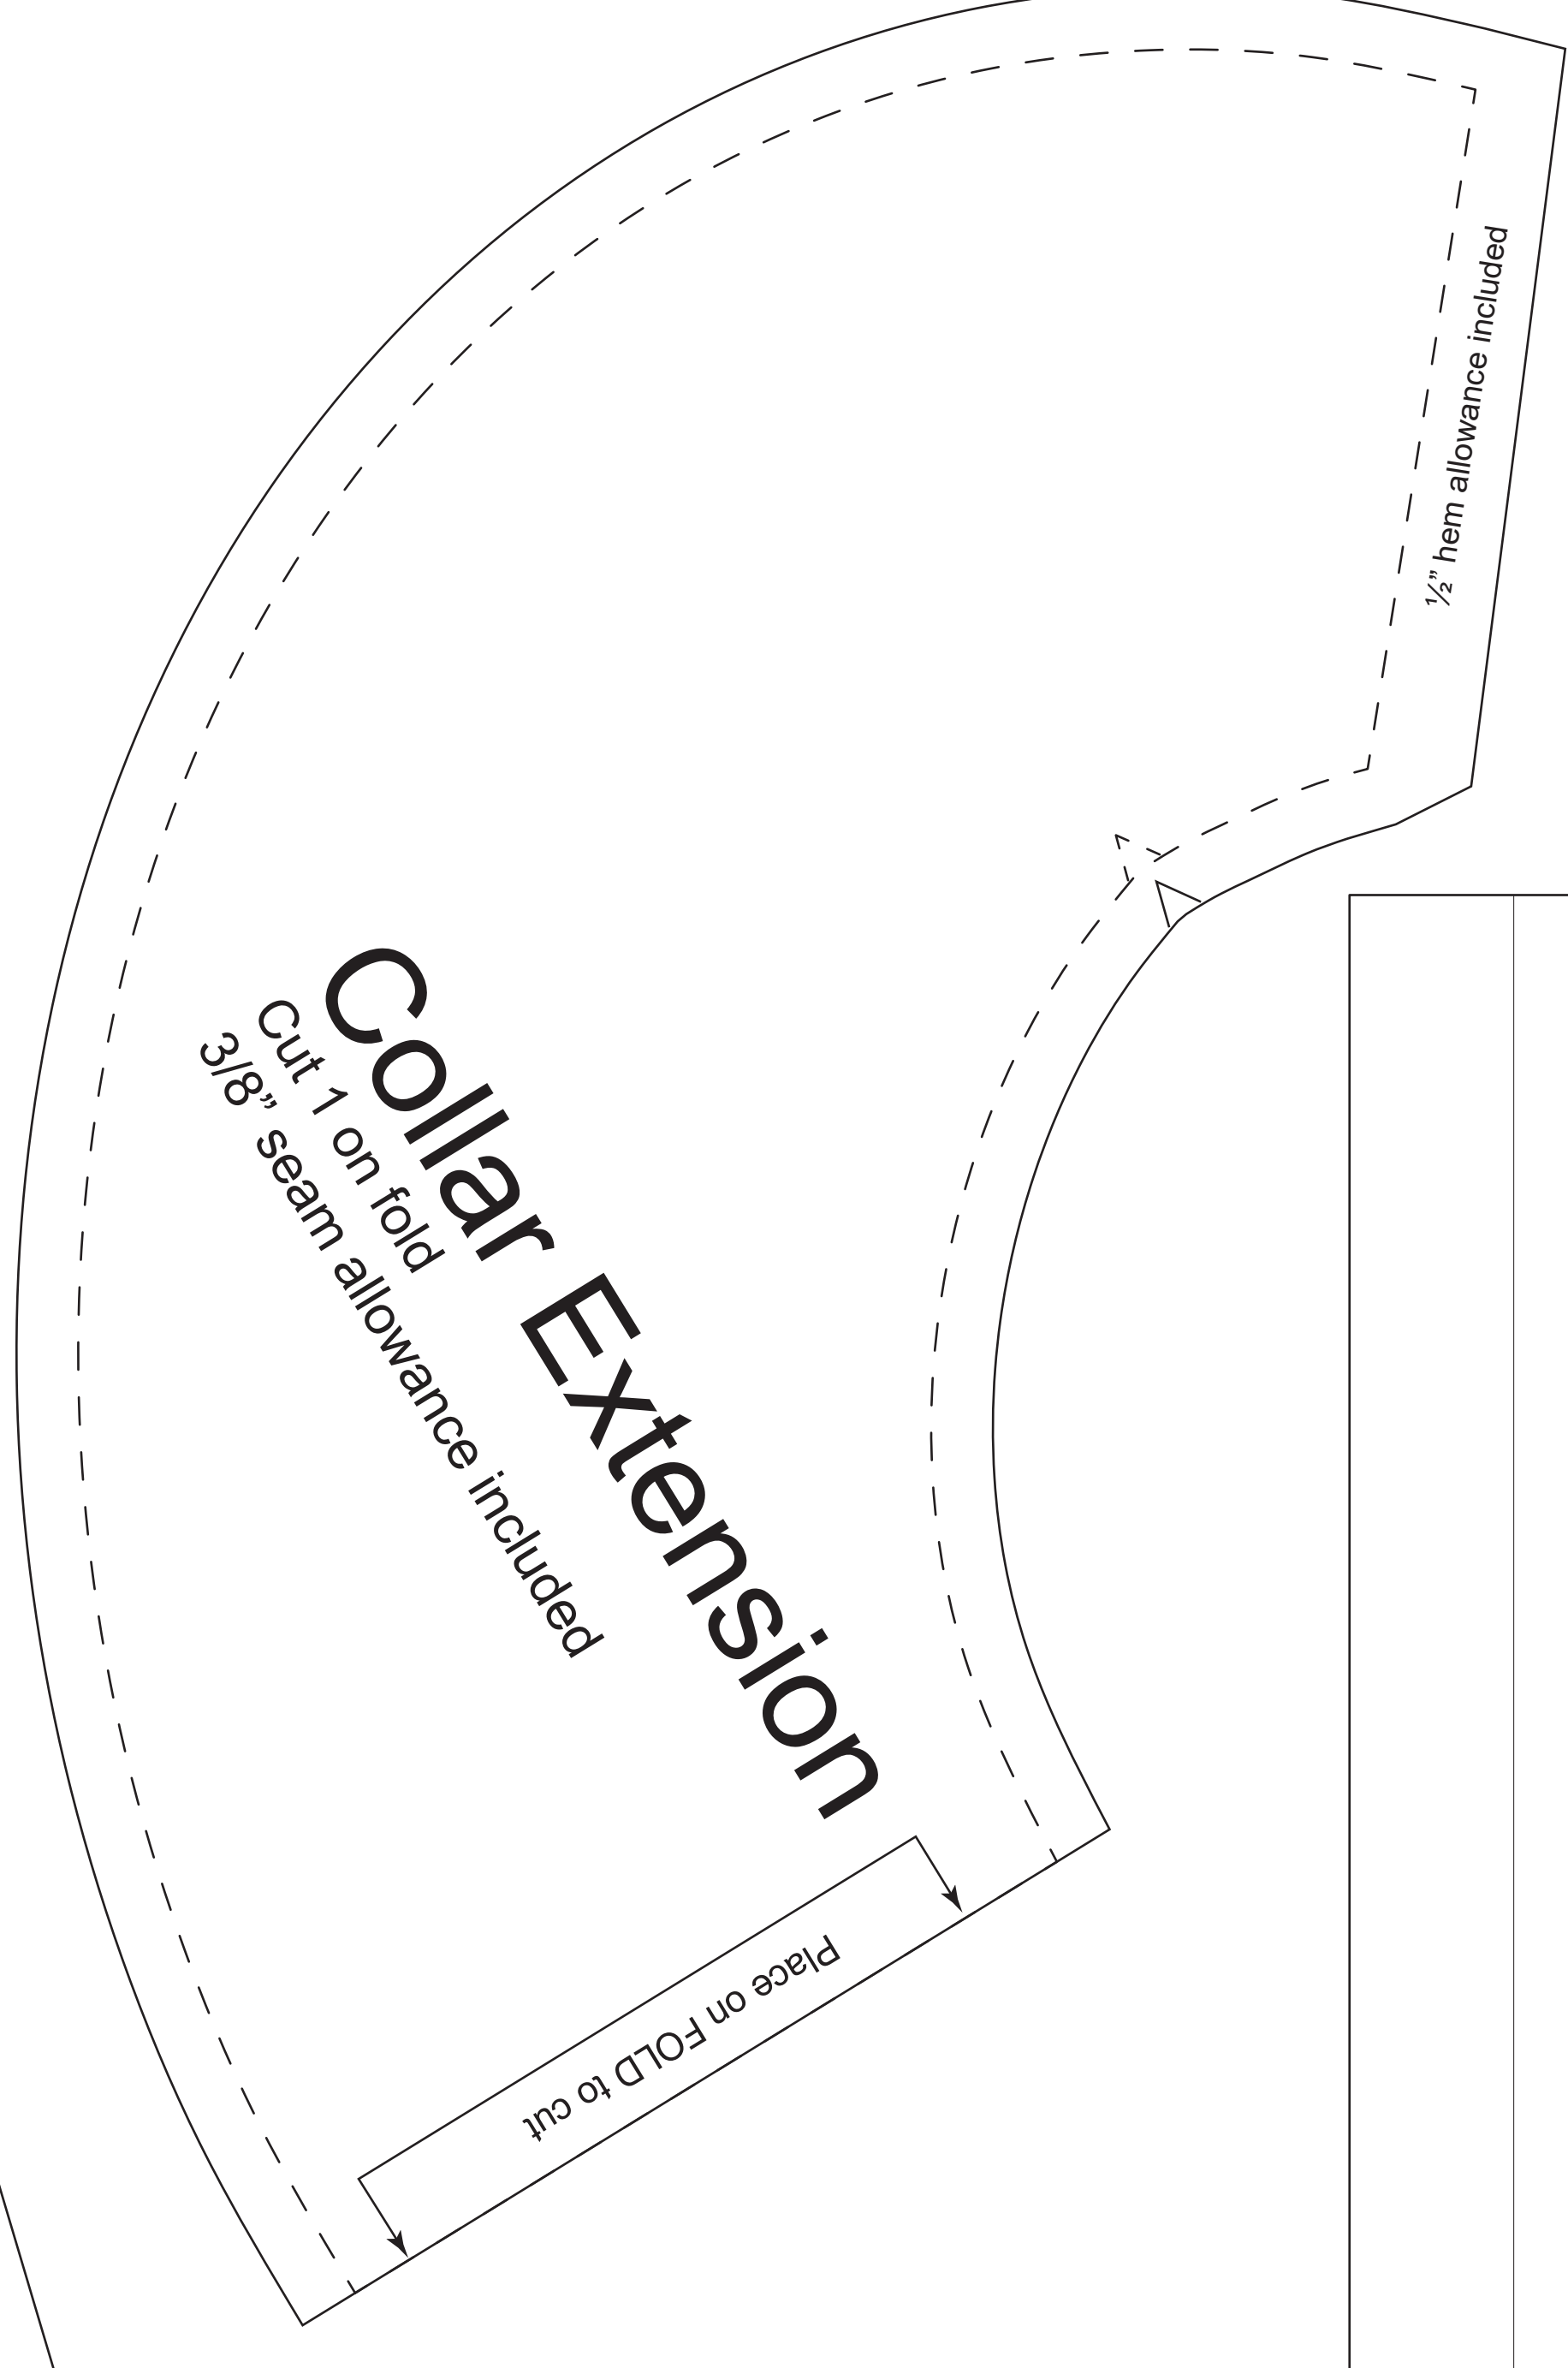 Collar Extension
Cut 1 on fold
3/8” seam allowance included
½” hem allowance included
Place on FOLD to cut